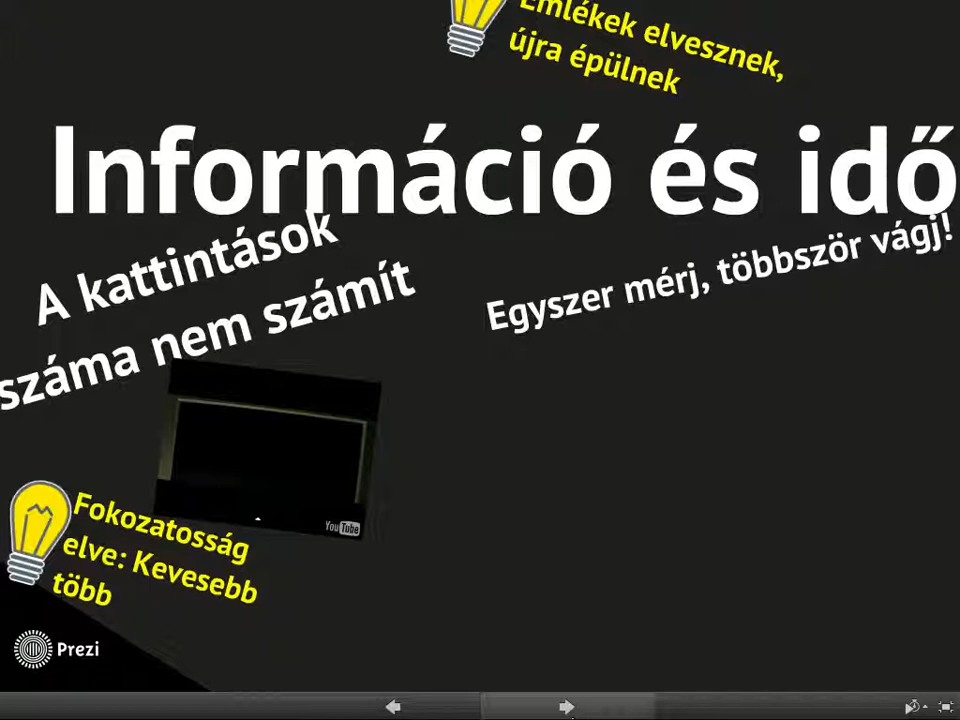 Emlékek elvesznek,
újra épülnek
Információ és idő
A kattintások
száma nem számít
Egyszer mérj, többször vágj!
YouTube
Fokozatosság
elve: Kevesebb
több
Prezi